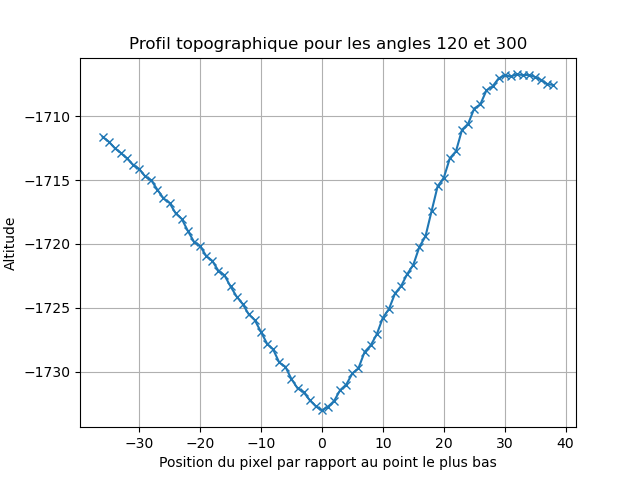 Profil topographique pour les angles 120 et 300
Altitude
−1710
−1715
−1720
−1725
−1730
−30 −20 −10 0 10 20 30 40
Position du pixel par rapport au point le plus bas